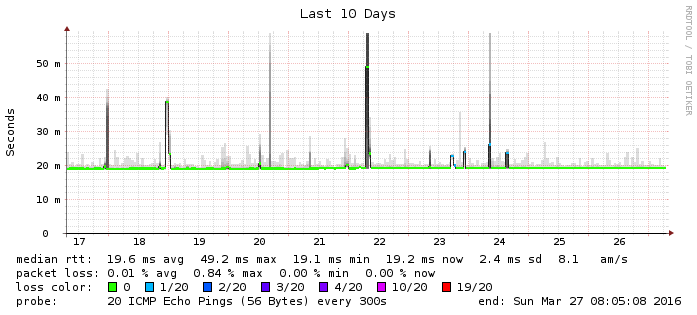 Last 10 Days
RRDTOOL / TOBI OETIKER
Seconds
50 m
40 m
30 m
20 m
10 m
0
17 18 19 20 21 22 23 24 25 26
median rtt: 19.6 ms avg 49.2 ms max 19.1 ms min 19.2 ms now 2.4 ms sd 8.1 am/s
packet loss: 0.01 % avg 0.84 % max 0.00 % min 0.00 % now
loss color: 0 1/20 2/20 3/20 4/20 10/20 19/20
probe: 20 ICMP Echo Pings (56 Bytes) every 300s end: Sun Mar 27 08:05:08 2016